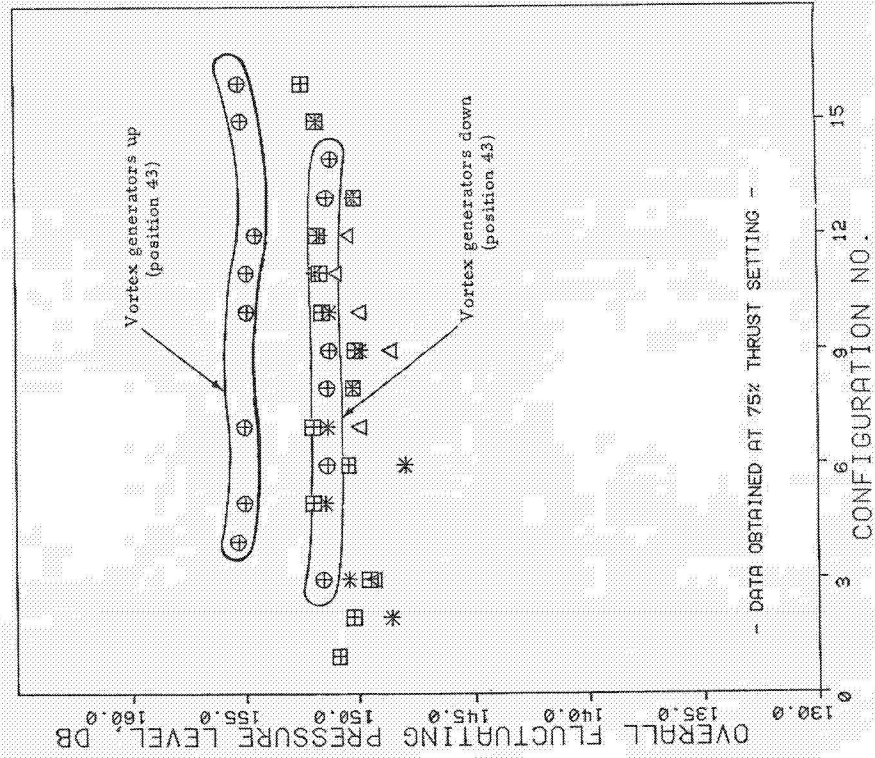 OVERALL FLUCTUATING PRESSURE LEVEL, DB
160.0
155.0
150.0
145.0
140.0
135.0
130.0
Vortex generators up
(position 43)
Vortex generators down
(position 43)
- DATA OBTAINED AT 75% THRUST SETTING -
0
3
6
9
12
15
CONFIGURATION NO.